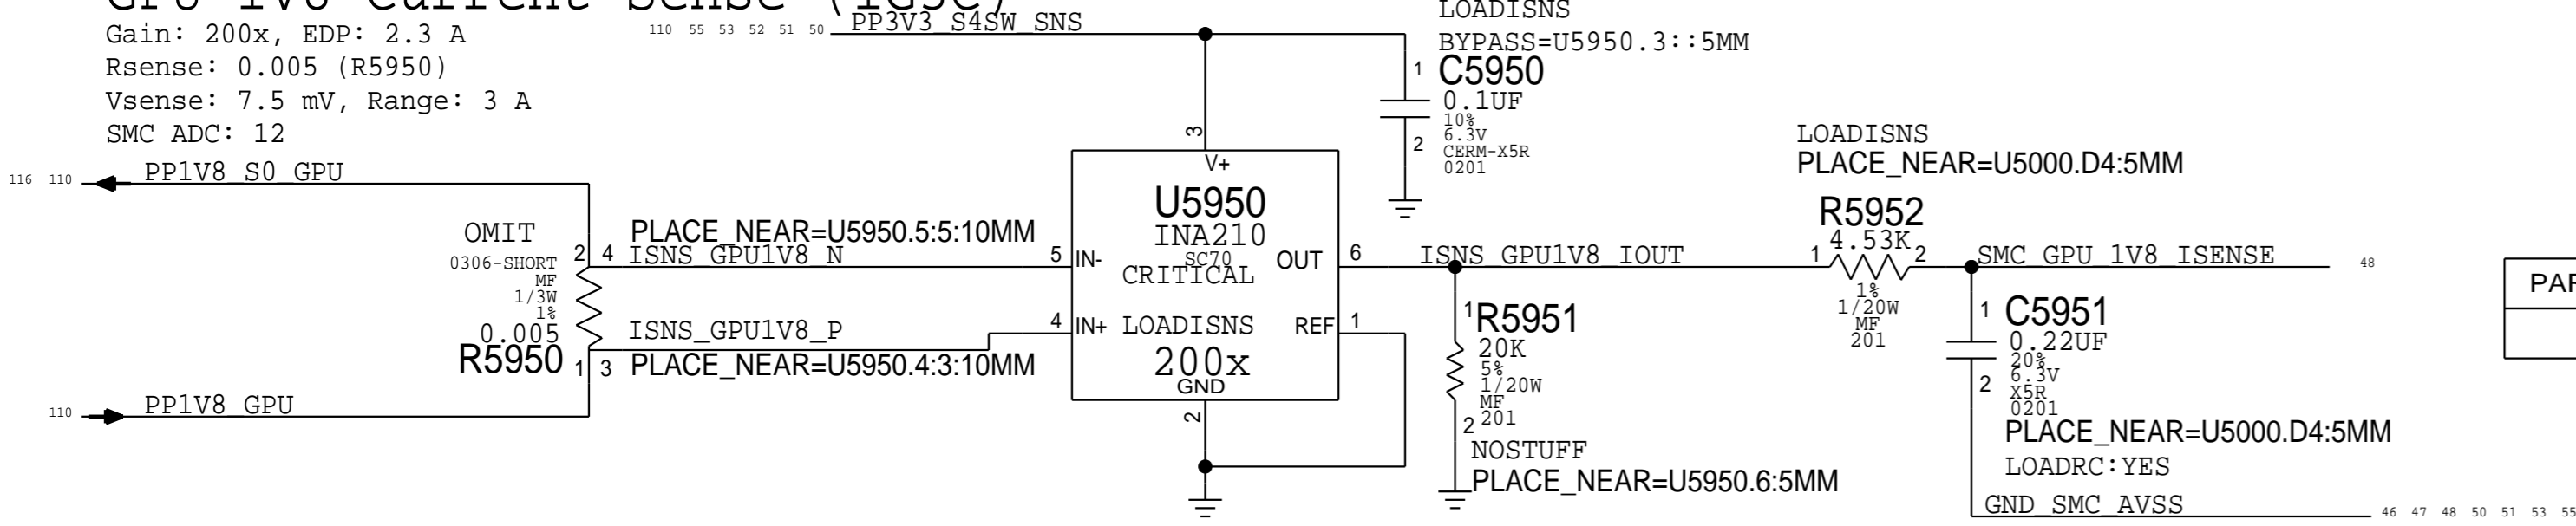 GPU 1V8 Current Sense (IG3C)
Gain: 200x, EDP: 2.3 A
Rsense: 0.005 (R5950)
Vsense: 7.5 mV, Range: 3 A
SMC ADC: 12
110 55 53 52 51 50 PP3V3_S4SW_SNS
LOADISNS
BYPASS=U5950.3::5MM
1 C5950
0.1UF
10%
6.3V
2 CERM-X5R
0201
116 110 PP1V8_S0_GPU
OMIT
0306-SHORT
MF
1/3W
1%
0.005
R5950
2 4
1 3
PLACE_NEAR=U5950.5:5:10MM
ISNS_GPU1V8_N
ISNS_GPU1V8_P
PLACE_NEAR=U5950.4:3:10MM
110 PP1V8_GPU
3
V+
U5950
INA210
SC70
CRITICAL
5 IN-
OUT 6
4 IN+
LOADISNS
REF 1
200x
GND
2
ISNS_GPU1V8_IOUT
1 R5951
20K
5%
1/20W
MF
2 201
NOSTUFF
PLACE_NEAR=U5950.6:5MM
LOADISNS
PLACE_NEAR=U5000.D4:5MM
R5952
4.53K
1 2
1%
1/20W
MF
201
SMC_GPU_1V8_ISENSE 48
1 C5951
0.22UF
20%
6.3V
2 X5R
0201
PLACE_NEAR=U5000.D4:5MM
LOADRC:YES
GND_SMC_AVSS 46 47 48 50 51 53 55
PAR